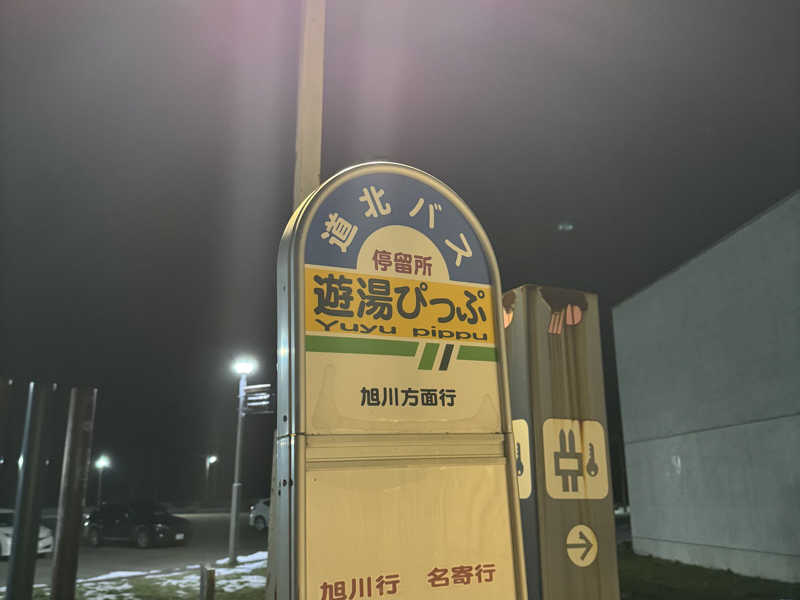 道北バス
停留所
遊湯ぴっぷ
Yuyu pippu
旭川方面行
旭川行 名寄行